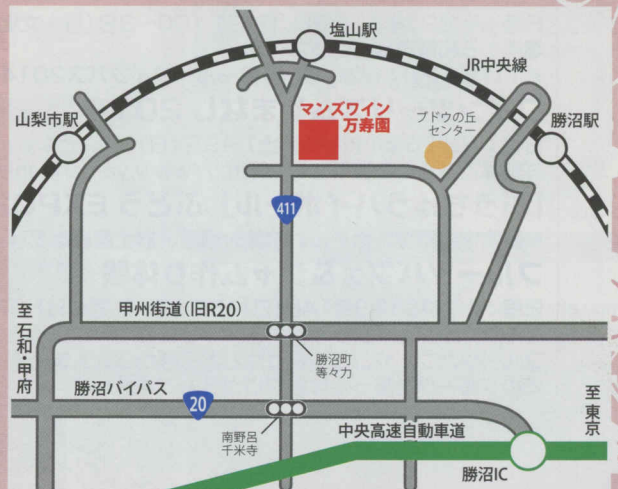 塩山駅
JR中央線
山梨市駅
マンズワイン
万寿園
ブドウの丘
センター
勝沼駅
411
甲州街道(旧R20)
至石和・甲府
勝沼町
等々力
勝沼バイパス
20
南野呂
千米寺
中央高速自動車道
至東京
勝沼IC